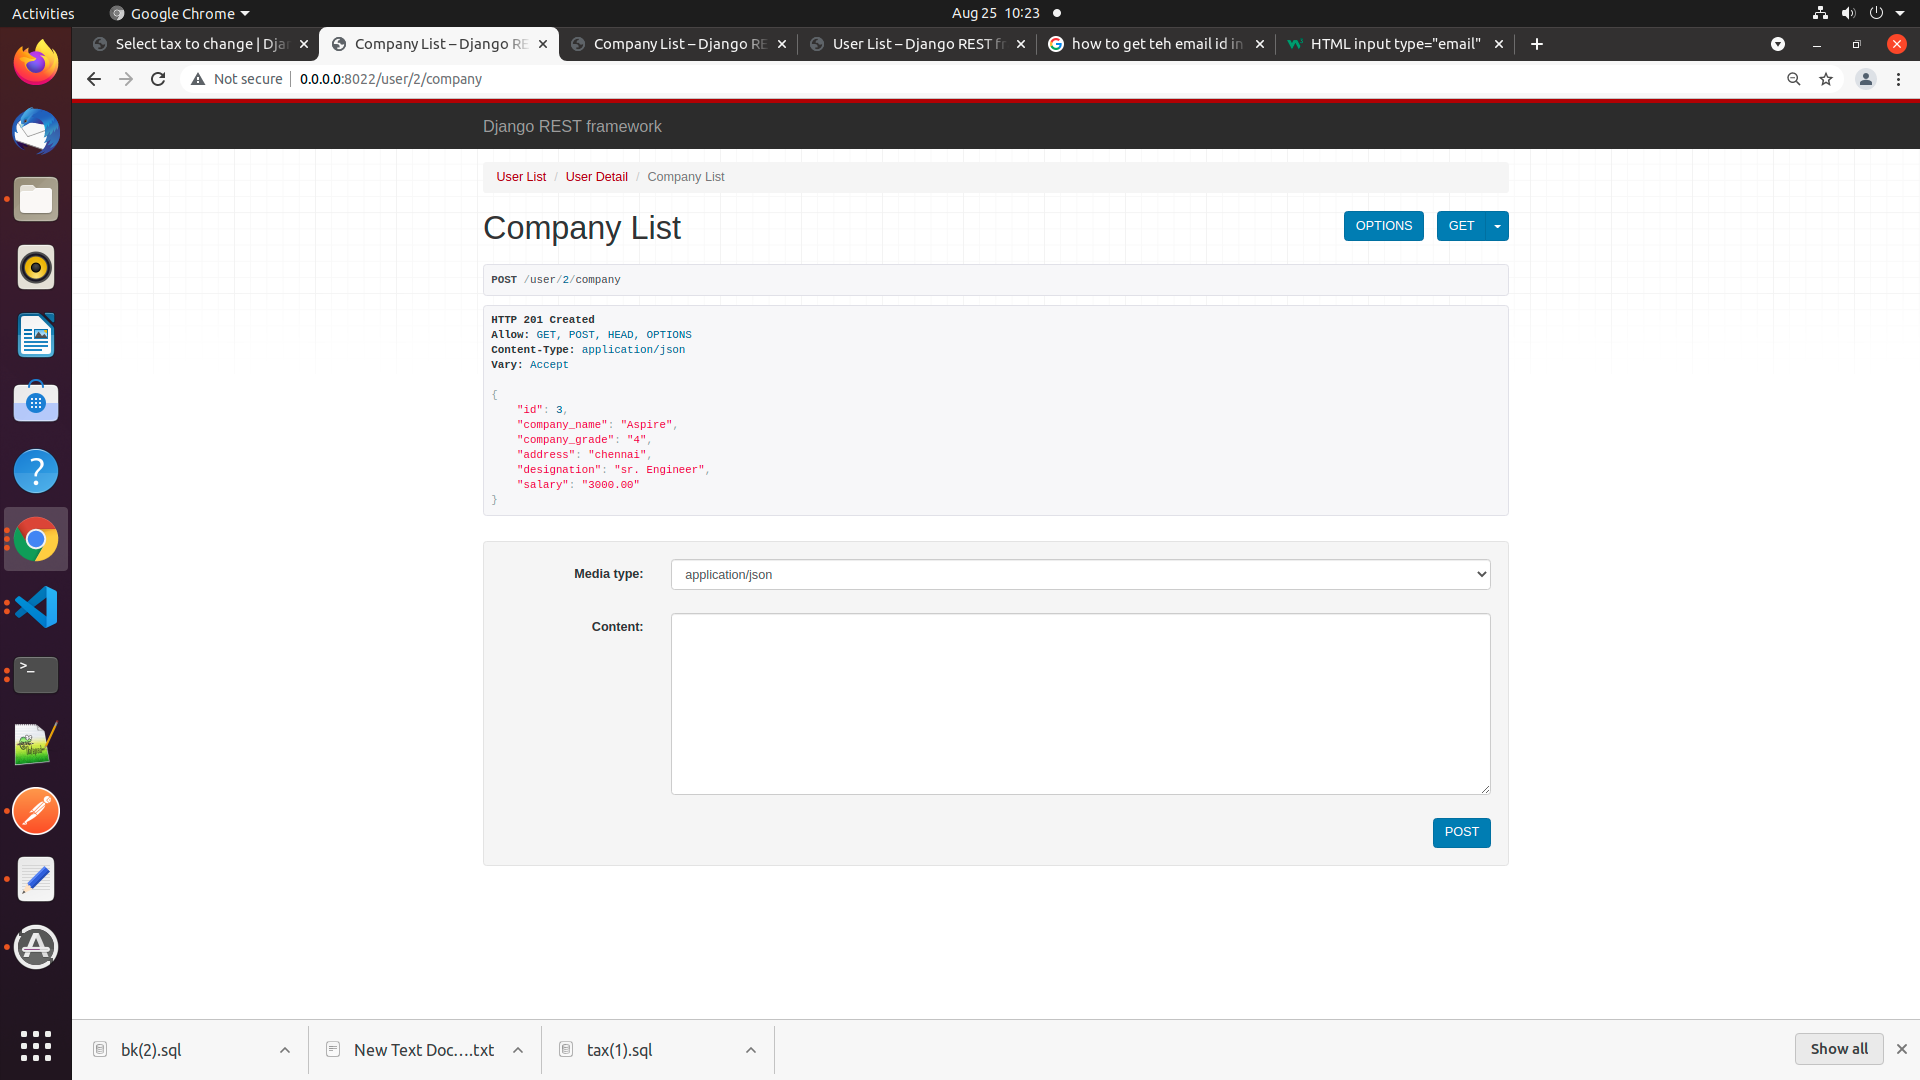 Activities
Google Chrome
Aug 25 10:23
Select tax to change | Dja
Company List – Django RE
Company List – Django RE
User List – Django REST fr
how to get teh email id in
HTML input type="email"
Not secure
0.0.0.0:8022/user/2/company
Django REST framework
User List / User Detail / Company List
Company List
OPTIONS
GET
POST /user/2/company
HTTP 201 Created
Allow: GET, POST, HEAD, OPTIONS
Content-Type: application/json
Vary: Accept
{
"id": 3,
"company_name": "Aspire",
"company_grade": "4",
"address": "chennai",
"designation": "sr. Engineer",
"salary": "3000.00"
}
Media type:
application/json
Content:
POST
bk(2).sql
New Text Doc....txt
tax(1).sql
Show all